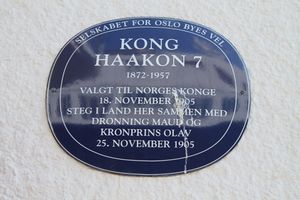 SELSKABET FOR OSLO BYES VEL
KONG
HAAKON 7
1872-1957
VALGT TIL NORGES KONGE
18. NOVEMBER 1905
STEG I LAND HER SAMMEN MED
DRONNING MAUD OG
KRONPRINS OLAV
25. NOVEMBER 1905